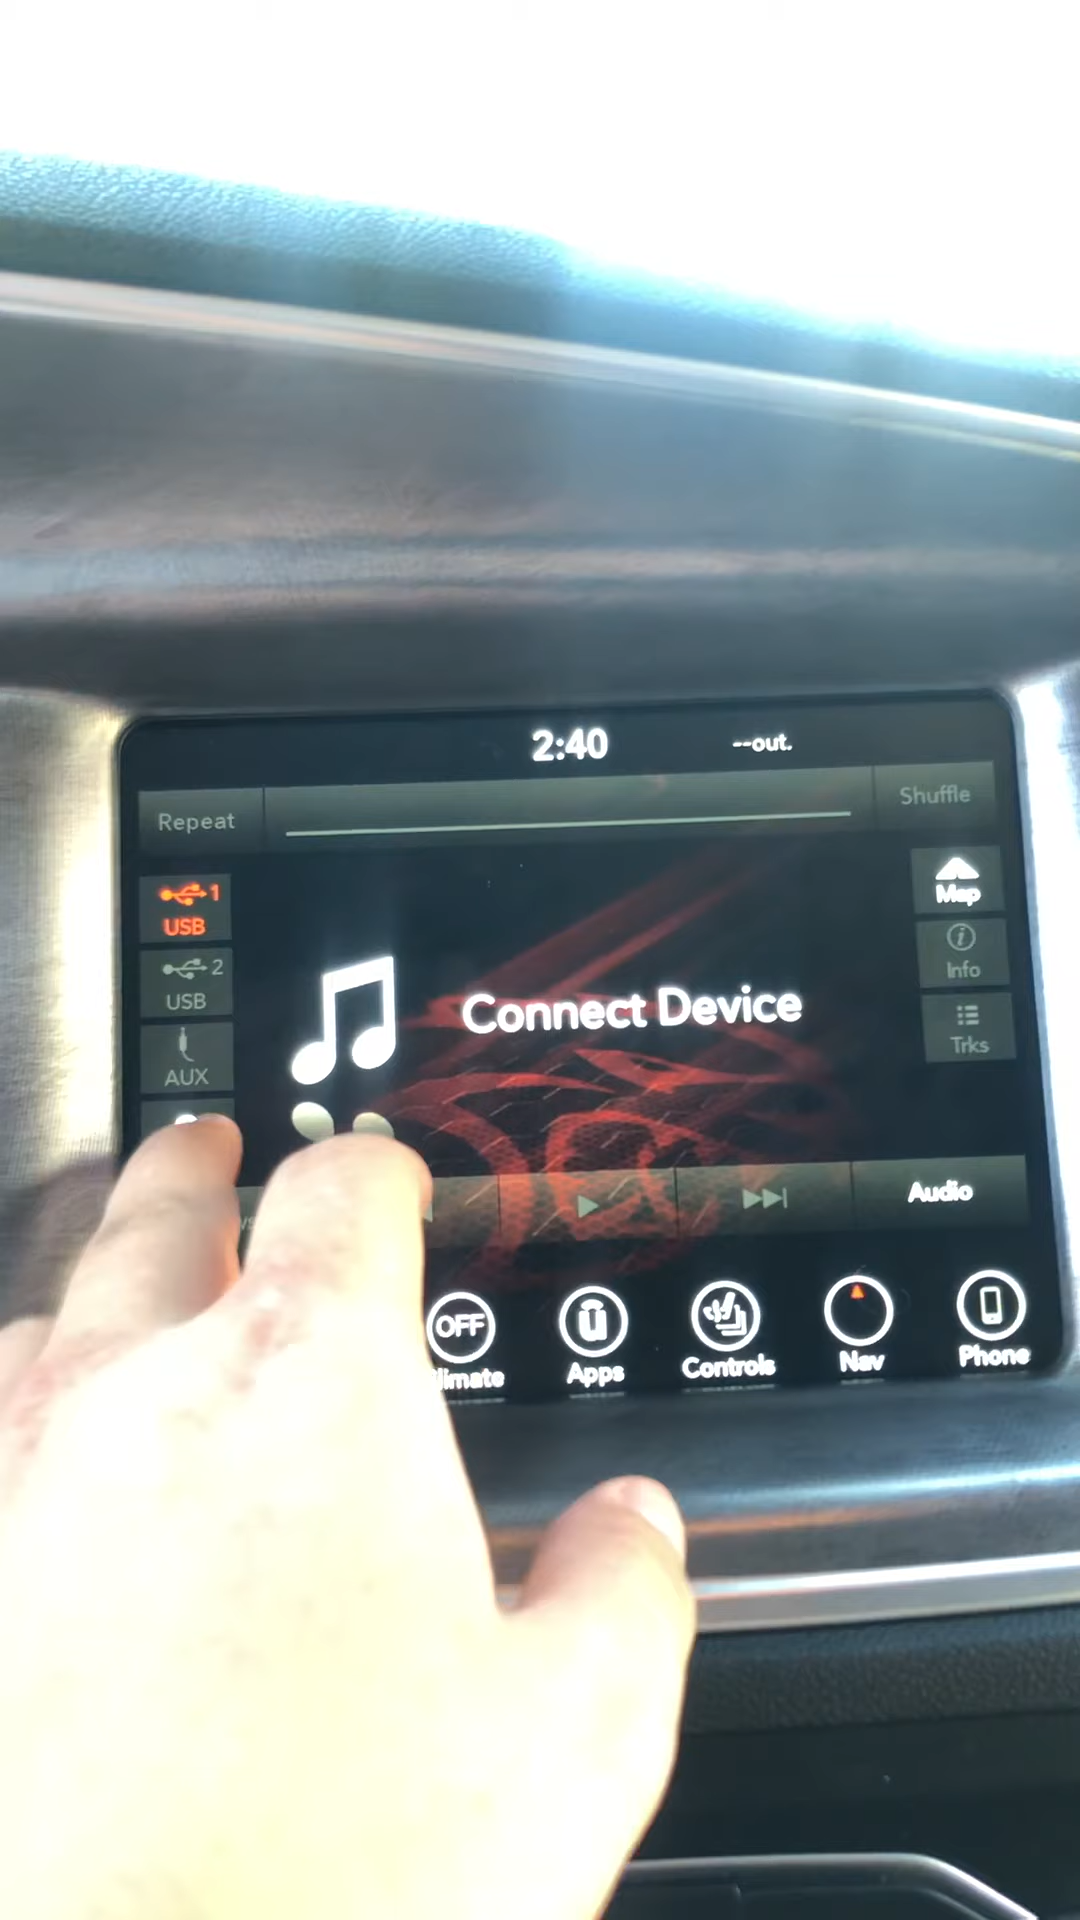 2:40
--out.
Repeat
Shuffle
1
USB
Map
2
USB
Info
Connect Device
AUX
Trks
Audio
OFF
Apps
Controls
Nav
Phone